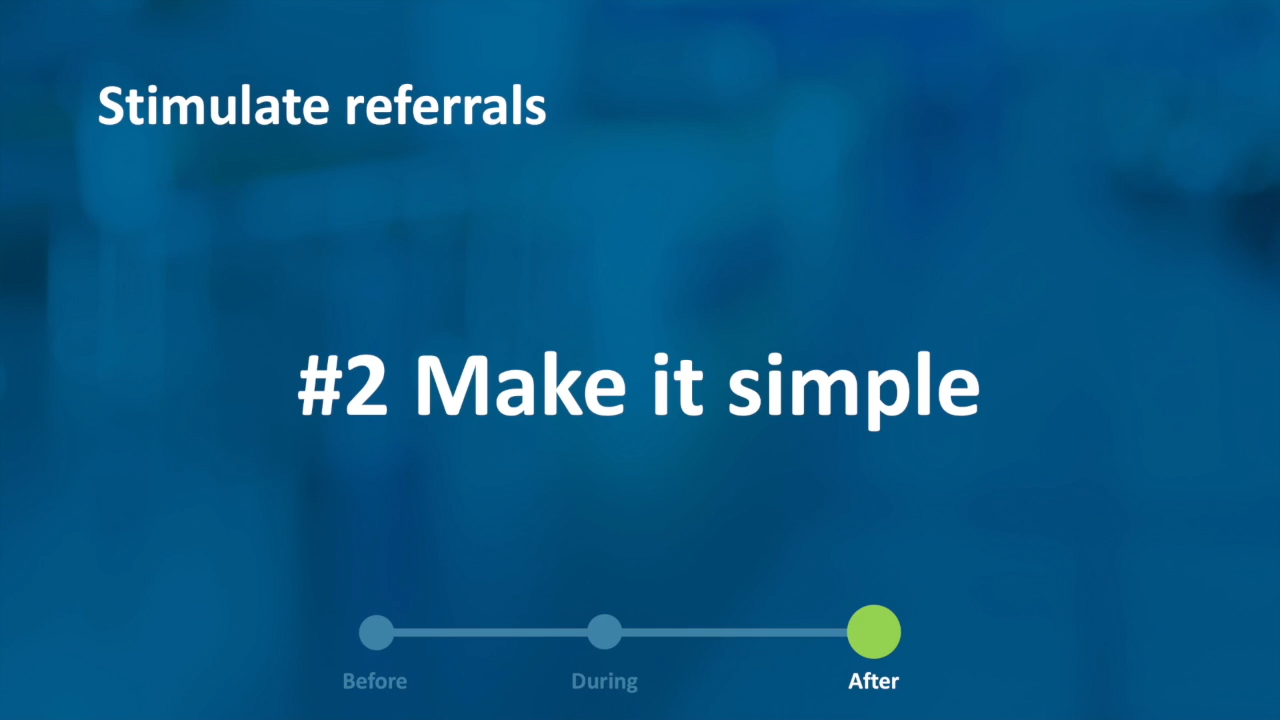 Stimulate referrals
#2 Make it simple
Before During After